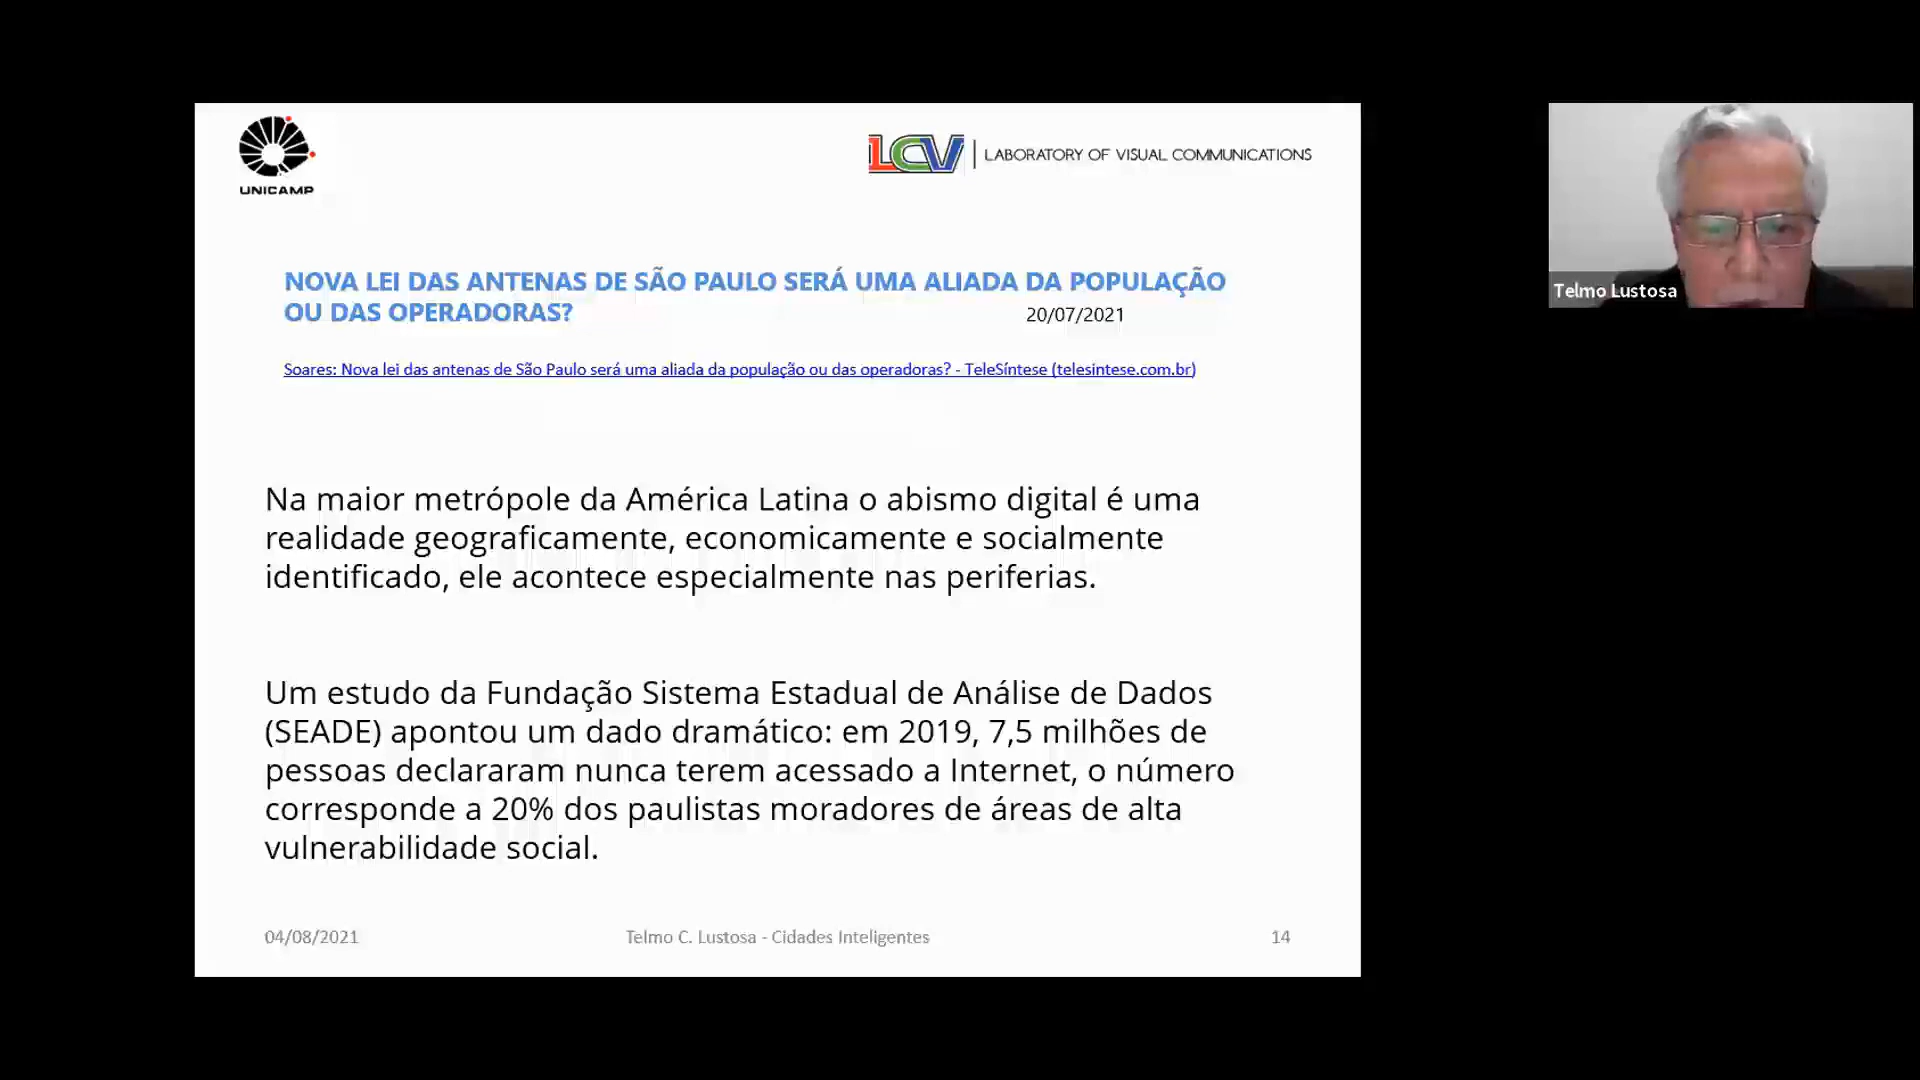 UNICAMP
LCV | LABORATORY OF VISUAL COMMUNICATIONS
NOVA LEI DAS ANTENAS DE SÃO PAULO SERÁ UMA ALIADA DA POPULAÇÃO
OU DAS OPERADORAS?
20/07/2021
Soares: Nova lei das antenas de São Paulo será uma aliada da população ou das operadoras? - TeleSíntese (telesintese.com.br)
Na maior metrópole da América Latina o abismo digital é uma
realidade geograficamente, economicamente e socialmente
identificado, ele acontece especialmente nas periferias.
Um estudo da Fundação Sistema Estadual de Análise de Dados
(SEADE) apontou um dado dramático: em 2019, 7,5 milhões de
pessoas declararam nunca terem acessado a Internet, o número
corresponde a 20% dos paulistas moradores de áreas de alta
vulnerabilidade social.
04/08/2021
Telmo C. Lustosa - Cidades Inteligentes
14
Telmo Lustosa